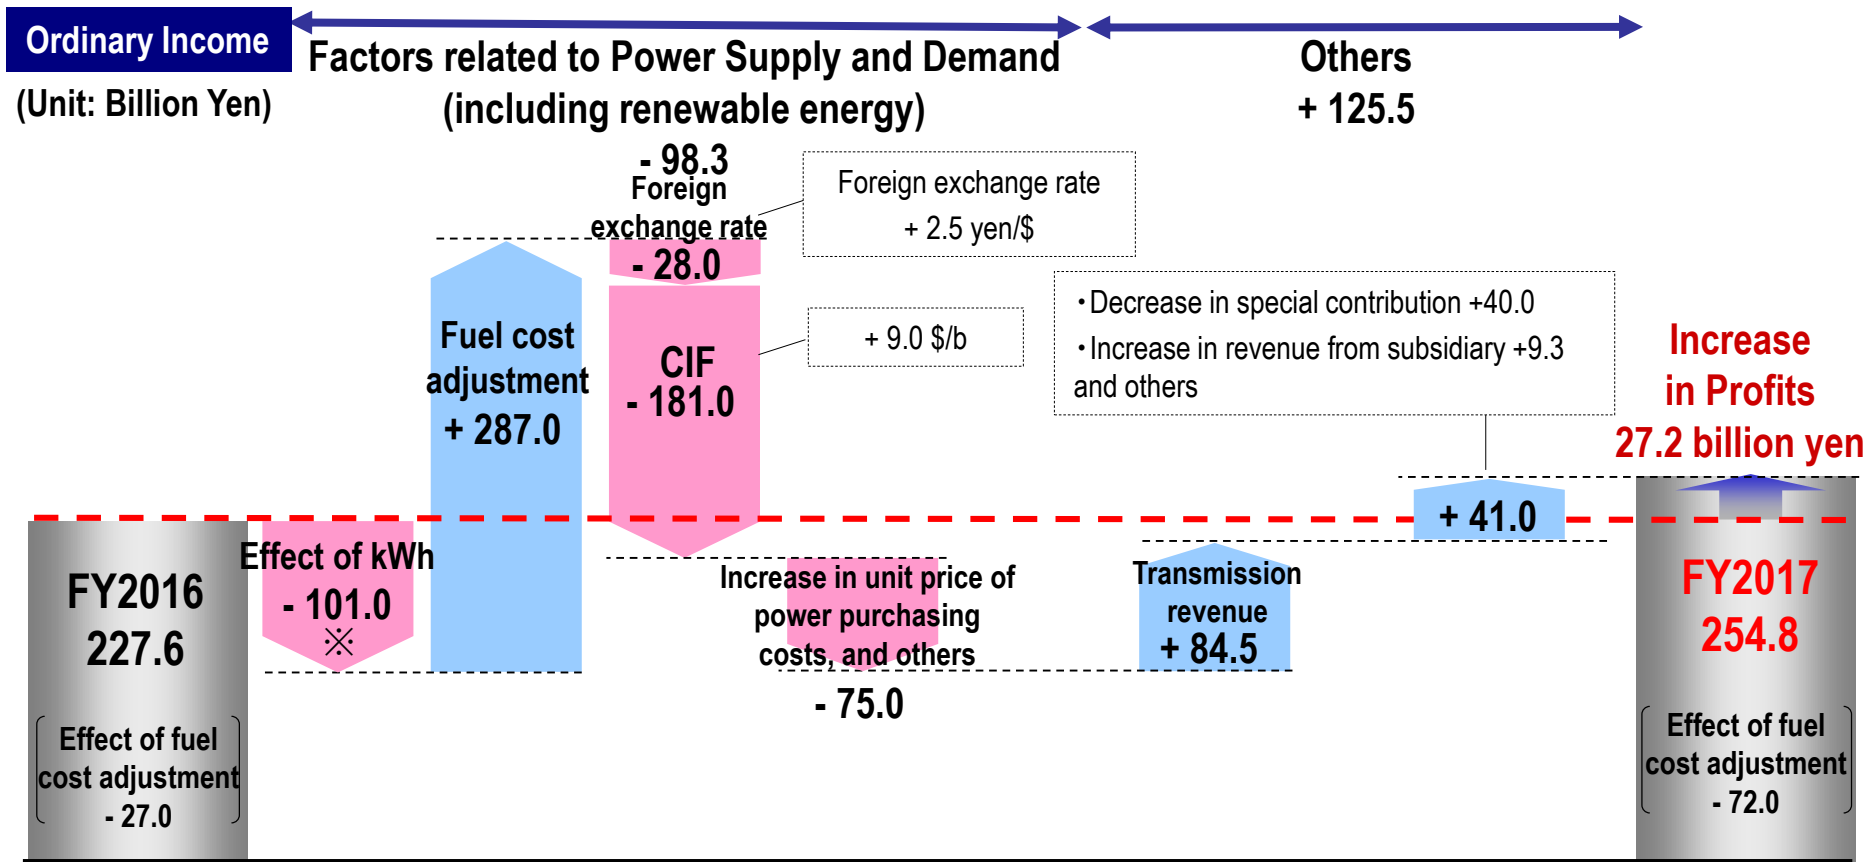 Ordinary Income
(Unit: Billion Yen)
Factors related to Power Supply and Demand
(including renewable energy)
- 98.3
Others
+ 125.5
Foreign
exchange rate
- 28.0
Foreign exchange rate
+ 2.5 yen/$
Fuel cost
adjustment
+ 287.0
CIF
- 181.0
+ 9.0 $/b
・Decrease in special contribution +40.0
・Increase in revenue from subsidiary +9.3
and others
Increase
in Profits
27.2 billion yen
+ 41.0
FY2016
227.6
Effect of kWh
- 101.0
※
Increase in unit price of
power purchasing
costs, and others
- 75.0
Transmission
revenue
+ 84.5
FY2017
254.8
Effect of fuel
cost adjustment
- 27.0
Effect of fuel
cost adjustment
- 72.0